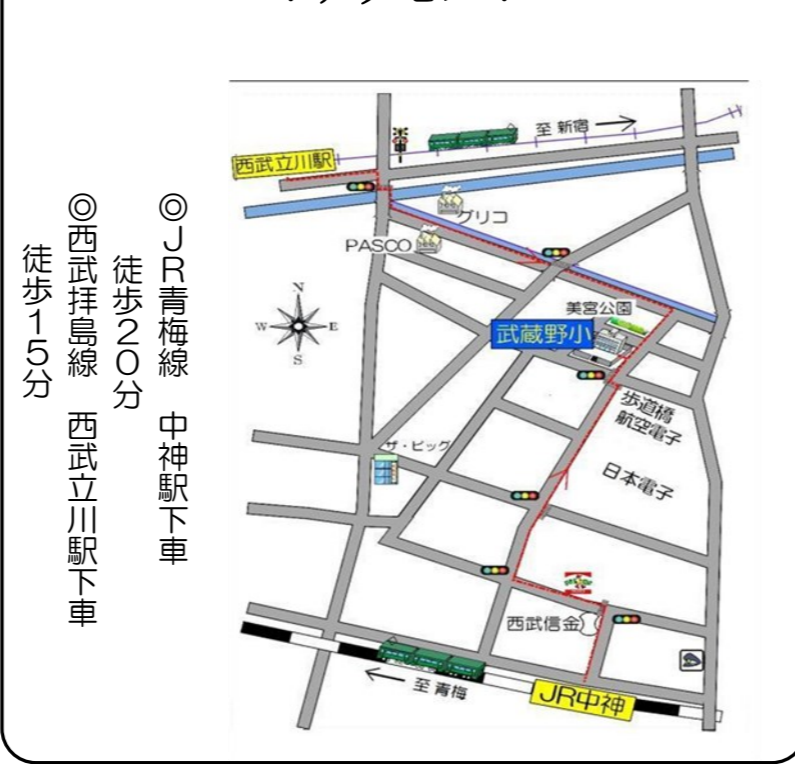 ◎JR青梅線 中神駅下車
徒歩20分
◎西武拝島線 西武立川駅下車
徒歩15分
至 新宿
西武立川駅
グリコ
PASCO
美宮公園
武蔵野小
N
W
E
S
歩道橋
航空電子
ザ・ビッグ
日本電子
西武信金
至 青梅
JR中神